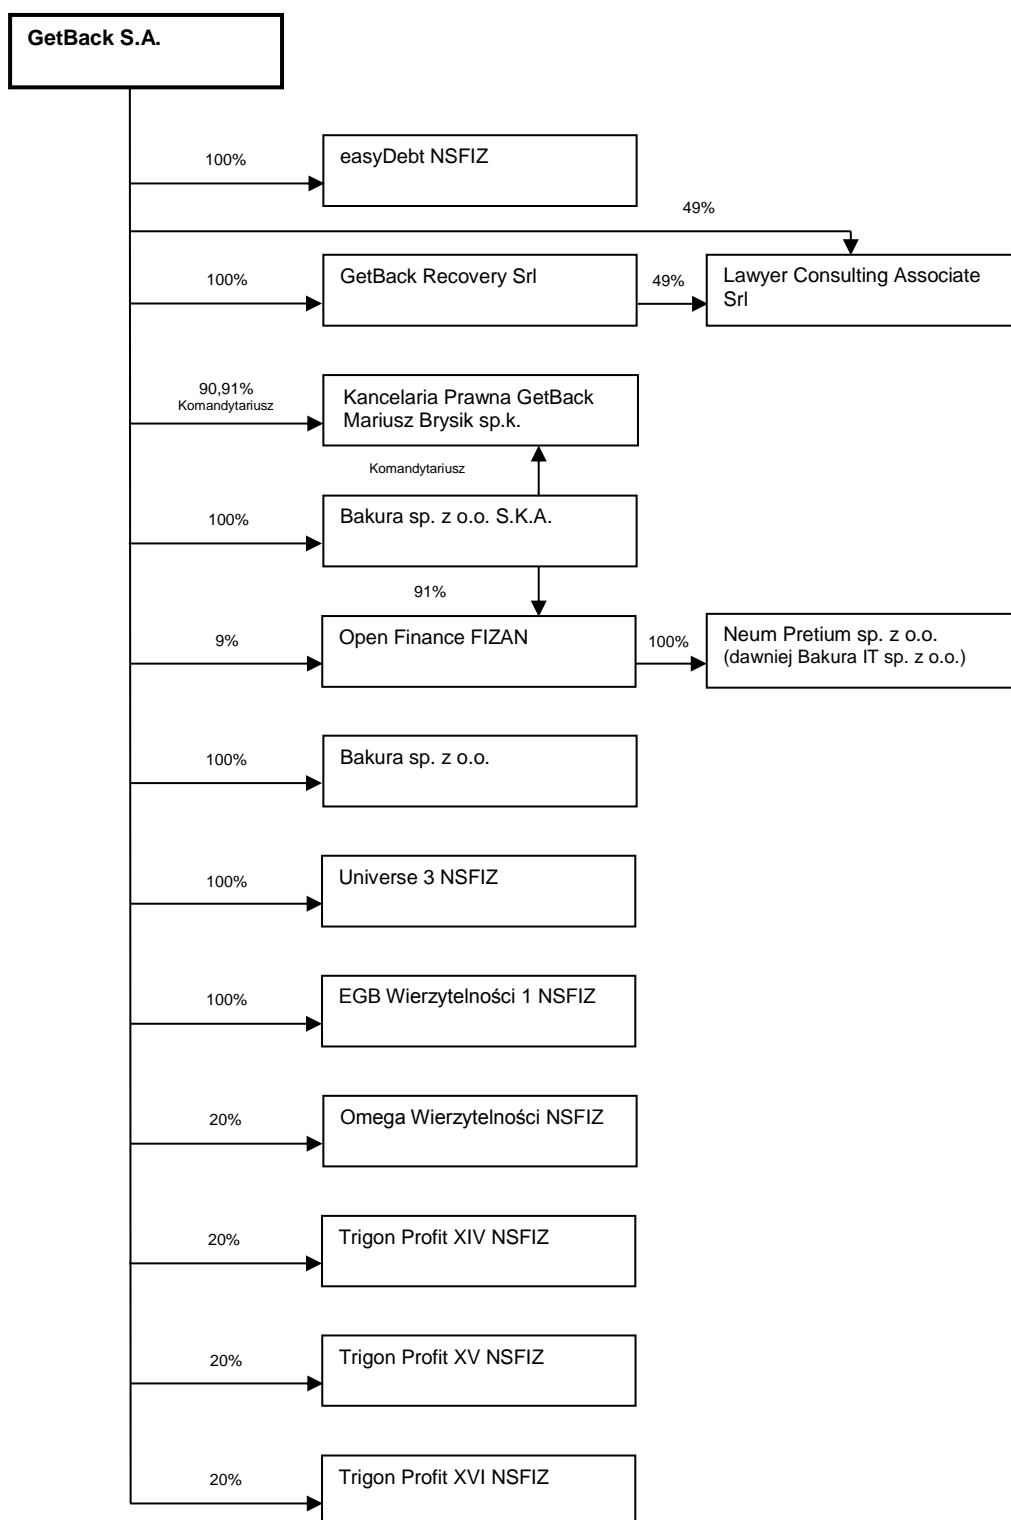 GetBack S.A.
100%
easyDebt NSFIZ
49%
100%
GetBack Recovery Srl
49%
Lawyer Consulting Associate
Srl
90,91%
Komandytariusz
Kancelaria Prawna GetBack
Mariusz Brysik sp.k.
Komandytariusz
100%
Bakura sp. z o.o. S.K.A.
91%
9%
Open Finance FIZAN
100%
Neum Pretium sp. z o.o.
(dawniej Bakura IT sp. z o.o.)
100%
Bakura sp. z o.o.
100%
Universe 3 NSFIZ
100%
EGB Wierzytelności 1 NSFIZ
20%
Omega Wierzytelności NSFIZ
20%
Trigon Profit XIV NSFIZ
20%
Trigon Profit XV NSFIZ
20%
Trigon Profit XVI NSFIZ